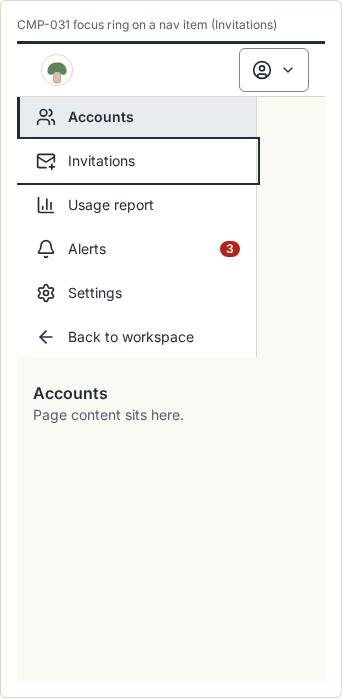 CMP-031 focus ring on a nav item (Invitations)
Accounts
Invitations
Usage report
Alerts 3
Settings
Back to workspace
Accounts
Page content sits here.